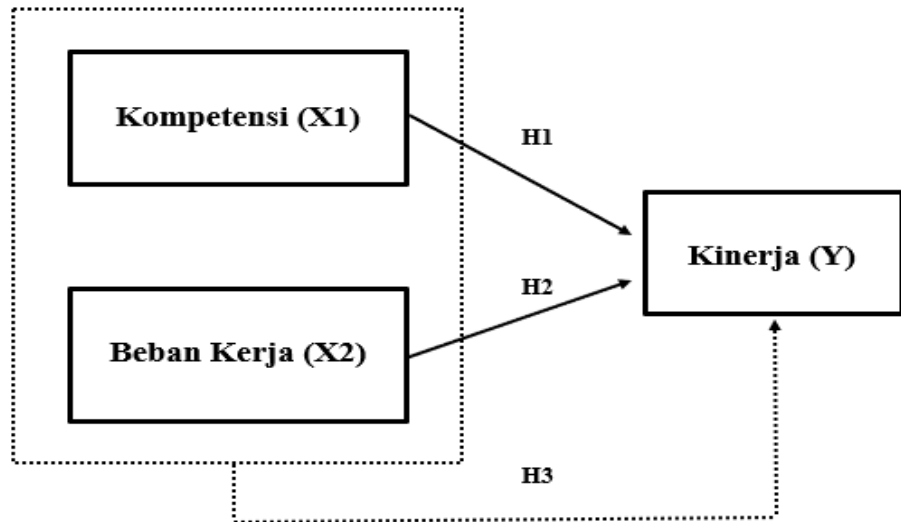 Kompetensi (X1)
H1
Kinerja (Y)
H2
Beban Kerja (X2)
H3